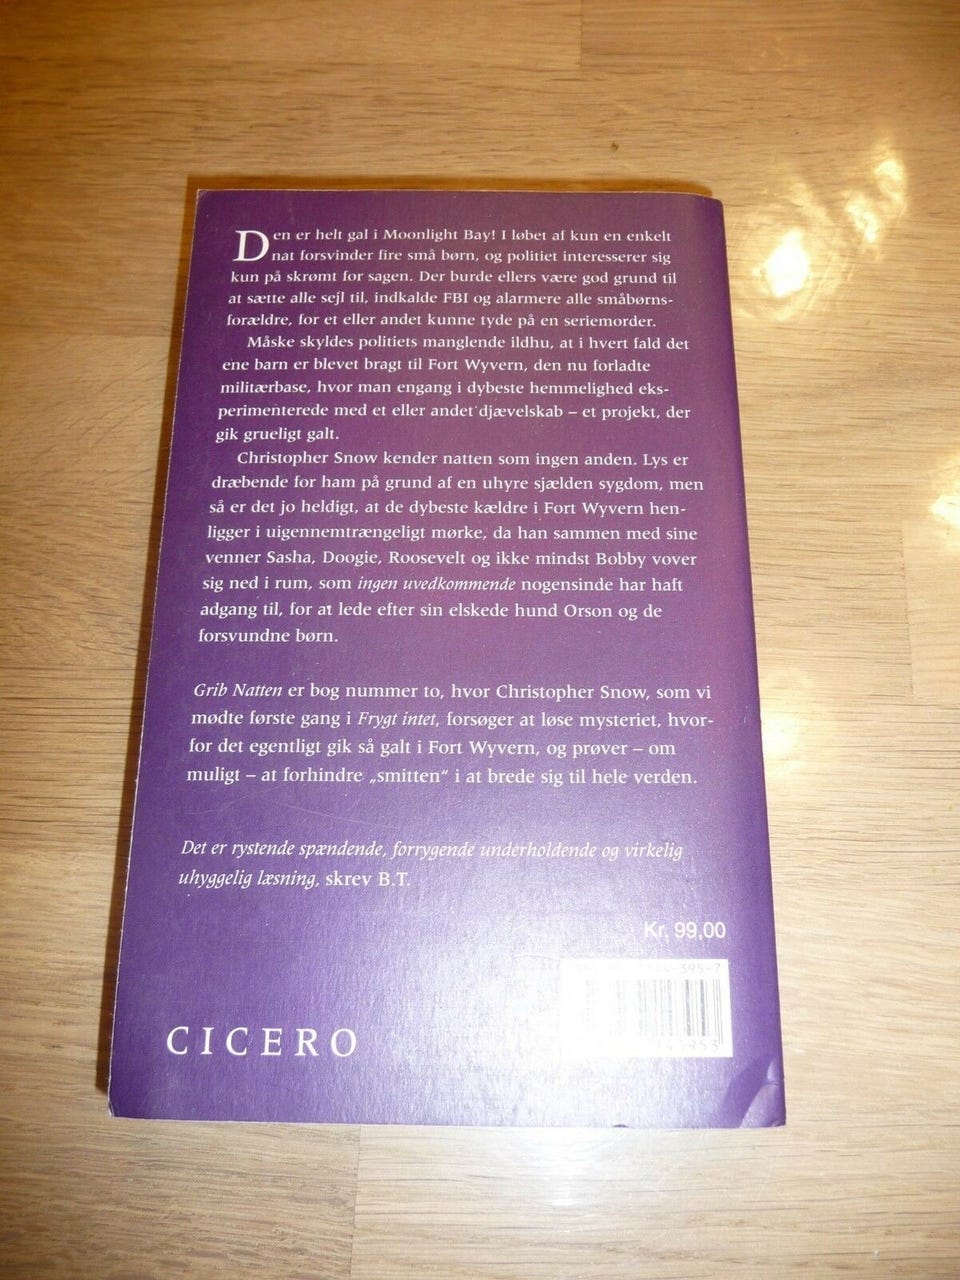 Den er helt gal i Moonlight Bay! I løbet af kun en enkelt
nat forsvinder fire små børn, og politiet interesserer sig
kun på skrømt for sagen. Der burde ellers være god grund til
at sætte alle sejl til, indkalde FBI og alarmere alle småbørns-
forældre, for et eller andet kunne tyde på en seriemorder.
Måske skyldes politiets manglende ildhu, at i hvert fald det
ene barn er blevet bragt til Fort Wyvern, den nu forladte
militærbase, hvor man engang i dybeste hemmelighed eks-
perimenterede med et eller andet djævelskab – et projekt, der
gik grueligt galt.
Christopher Snow kender natten som ingen anden. Lys er
dræbende for ham på grund af en uhyre sjælden sygdom, men
så er det jo heldigt, at de dybeste kældre i Fort Wyvern hen-
ligger i uigennemtrængeligt mørke, da han sammen med sine
venner Sasha, Doogie, Roosevelt og ikke mindst Bobby vover
sig ned i rum, som ingen uvedkommende nogensinde har haft
adgang til, for at lede efter sin elskede hund Orson og de
forsvundne børn.
Grib Natten er bog nummer to, hvor Christopher Snow, som vi
mødte første gang i Frygt intet, forsøger at løse mysteriet, hvor-
for det egentligt gik så galt i Fort Wyvern, og prøver – om
muligt – at forhindre „smitten“ i at brede sig til hele verden.
Det er rystende spændende, forrygende underholdende og virkelig
uhyggelig læsning, skrev B.T.
Kr. 99,00
CICERO